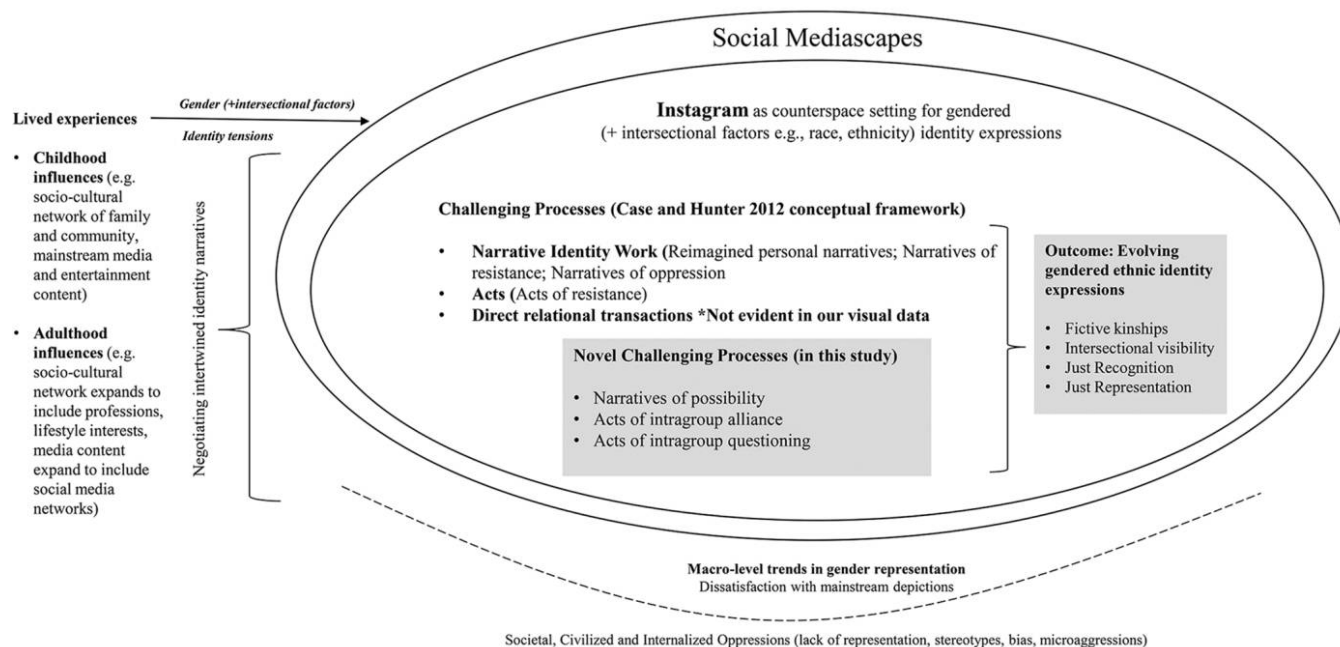 Social Mediascapes
Gender (+intersectional factors)
Lived experiences
Identity tensions
• Childhood
influences (e.g.
socio-cultural
network of family
and community,
mainstream media
and entertainment
content)
• Adulthood
influences (e.g.
socio-cultural
network expands to
include professions,
lifestyle interests,
media content
expand to include
social media
networks)
Negotiating intertwined identity narratives
Instagram as counterspace setting for gendered
(+ intersectional factors e.g., race, ethnicity) identity expressions
Challenging Processes (Case and Hunter 2012 conceptual framework)
• Narrative Identity Work (Reimagined personal narratives; Narratives of
resistance; Narratives of oppression
• Acts (Acts of resistance)
• Direct relational transactions *Not evident in our visual data
Novel Challenging Processes (in this study)
• Narratives of possibility
• Acts of intragroup alliance
• Acts of intragroup questioning
Outcome: Evolving
gendered ethnic identity
expressions
• Fictive kinships
• Intersectional visibility
• Just Recognition
• Just Representation
Macro-level trends in gender representation
Dissatisfaction with mainstream depictions
Societal, Civilized and Internalized Oppressions (lack of representation, stereotypes, bias, microaggressions)